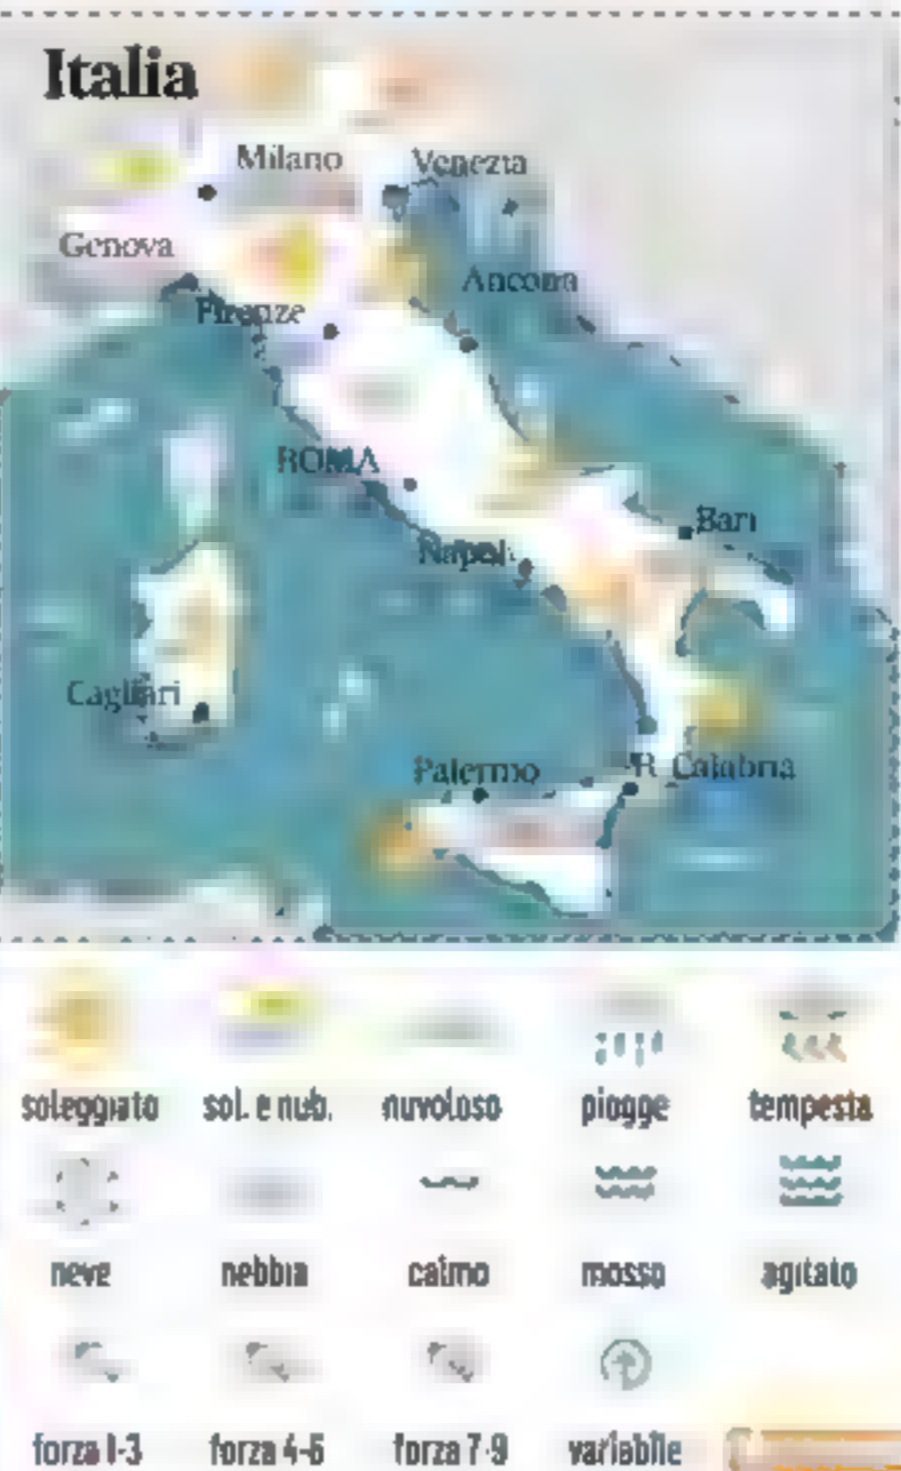 Italia
Milano
Venezia
Genova
Ancona
Firenze
ROMA
Bari
Napoli
Cagliari
Palermo
R Calabria
soleggiato
sol. e nub.
nuvoloso
piogge
tempesta
neve
nebbia
calmo
mosso
agitato
forza 1-3
forza 4-6
forza 7-9
variabile